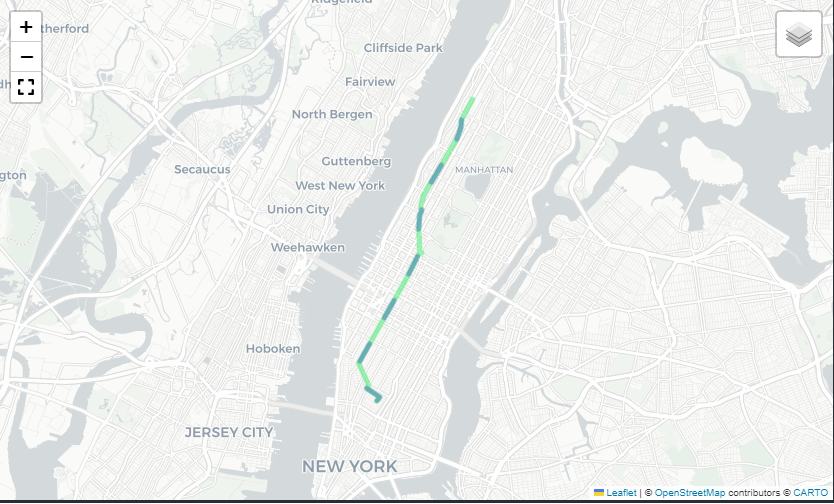 Ridgefield
therford
+
Cliffside Park
−
Fairview
North Bergen
Guttenberg
Secaucus
MANHATTAN
ngton
West New York
Union City
Weehawken
Hoboken
JERSEY CITY
NEW YORK
Leaflet | © OpenStreetMap contributors © CARTO